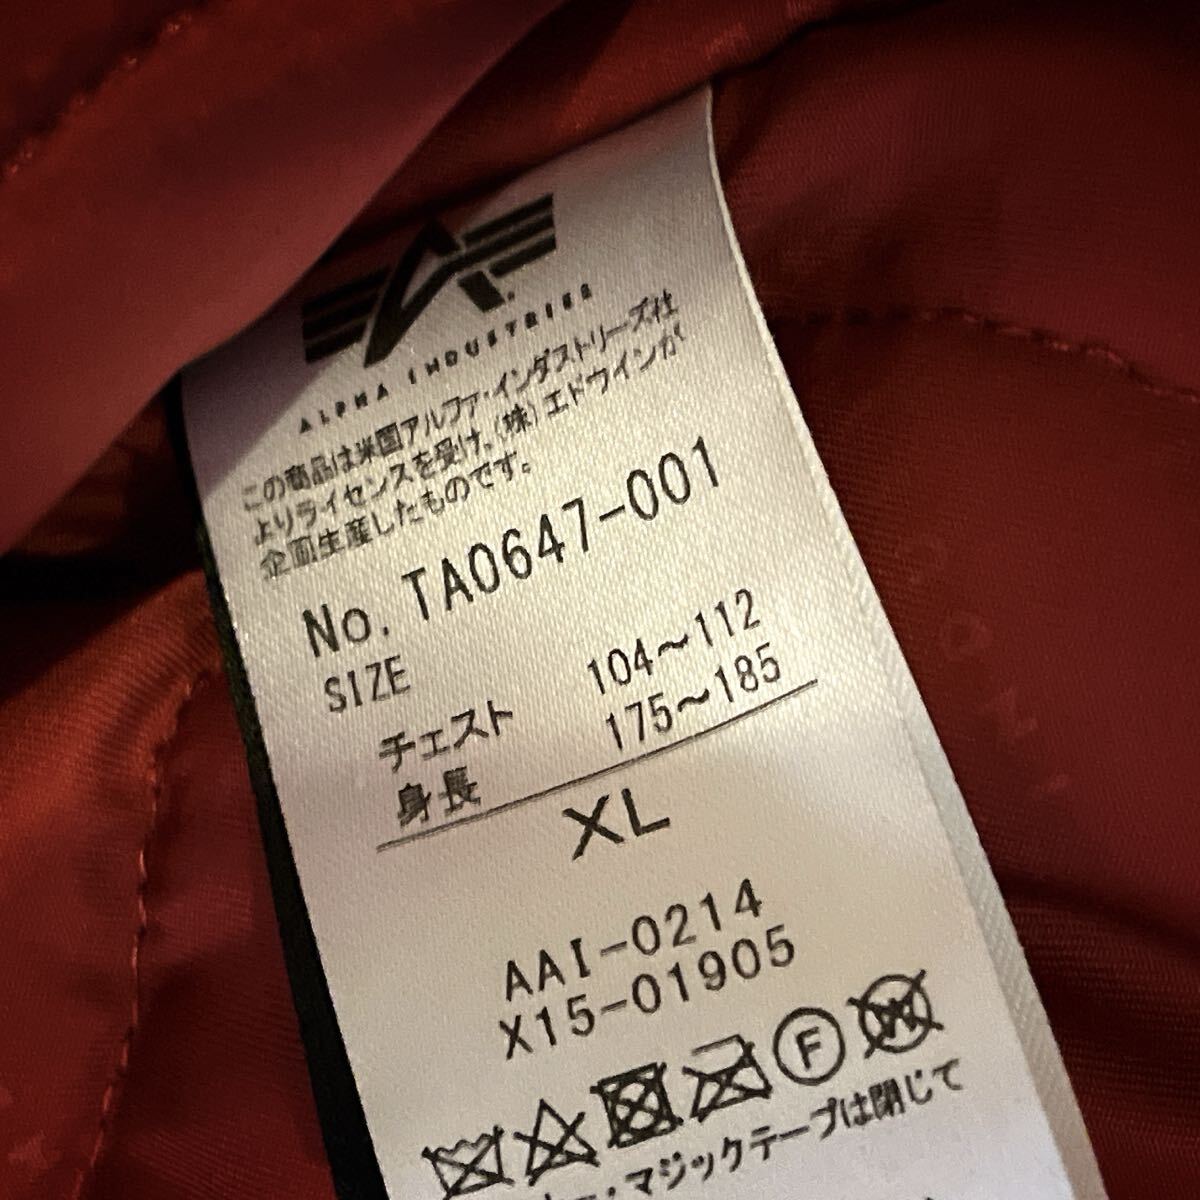 ALPHA INDUSTRIES
この商品は米国アルファ・インダストリーズ社
よりライセンスを受け、(株)エドウインが
企画生産したものです。
No. TA0647-001
SIZE
チェスト 104～112
身長 175～185
XL
AAI-0214
X15-01905
F
W
ー・マジックテープは閉じて